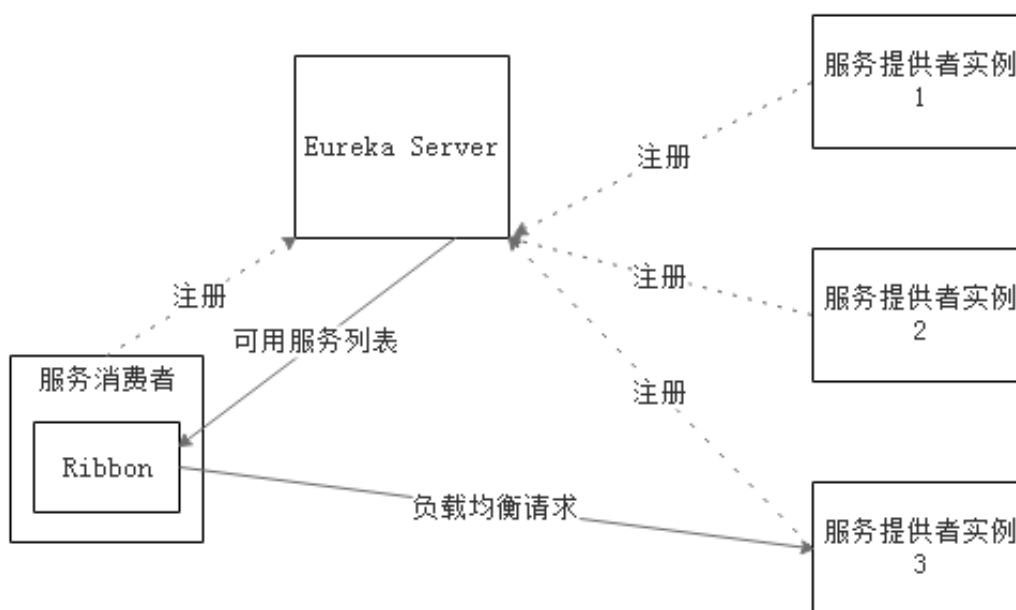 服务提供者实例
1
Eureka Server
注册
注册
注册
可用服务列表
服务提供者实例
2
服务消费者
注册
Ribbon
负载均衡请求
服务提供者实例
3